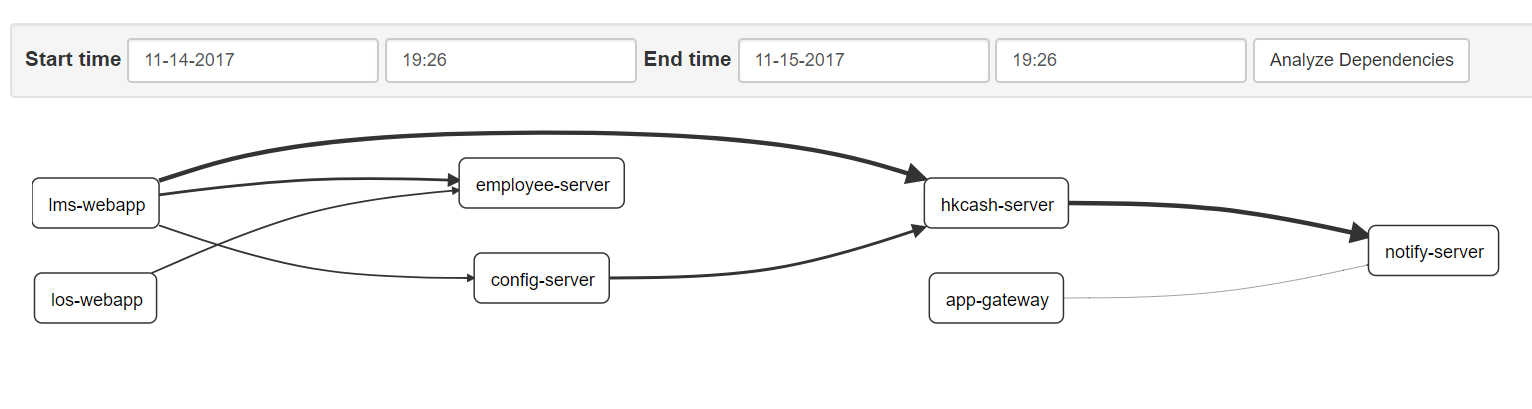 Start time 11-14-2017 19:26 End time 11-15-2017 19:26 Analyze Dependencies
employee-server
lms-webapp
hkcash-server
notify-server
config-server
los-webapp
app-gateway